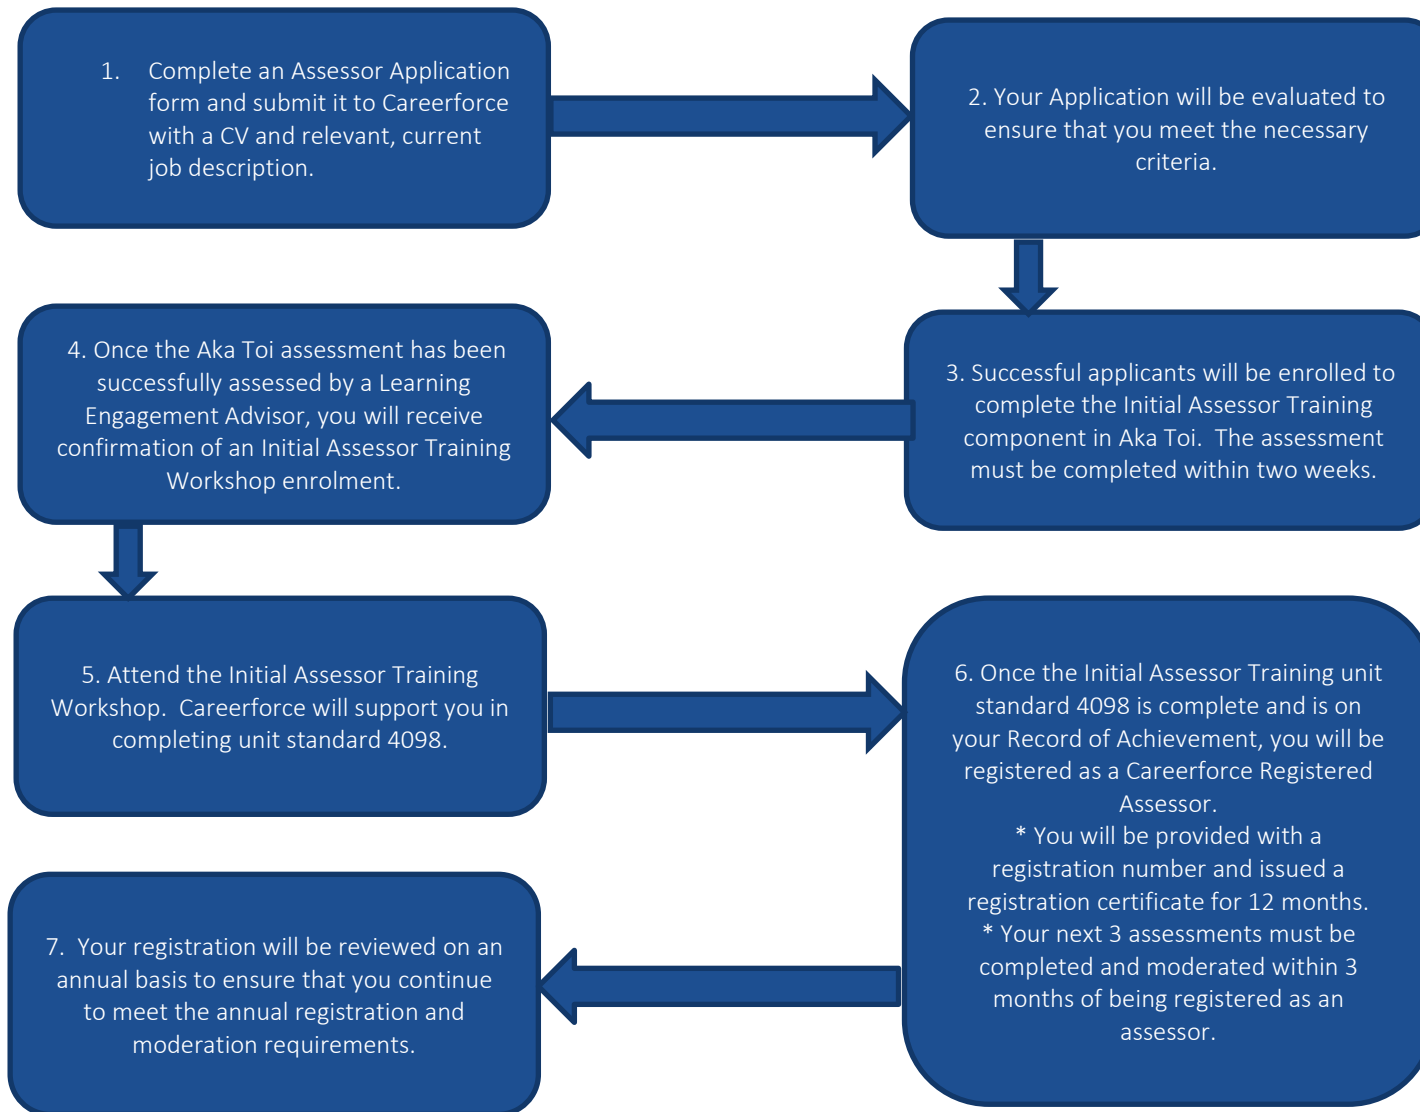 1. Complete an Assessor Application
form and submit it to Careerforce
with a CV and relevant, current
job description.
2. Your Application will be evaluated to
ensure that you meet the necessary
criteria.
3. Successful applicants will be enrolled to
complete the Initial Assessor Training
component in Aka Toi.  The assessment
must be completed within two weeks.
4. Once the Aka Toi assessment has been
successfully assessed by a Learning
Engagement Advisor, you will receive
confirmation of an Initial Assessor Training
Workshop enrolment.
5. Attend the Initial Assessor Training
Workshop.  Careerforce will support you in
completing unit standard 4098.
6. Once the Initial Assessor Training unit
standard 4098 is complete and is on
your Record of Achievement, you will be
registered as a Careerforce Registered
Assessor.
* You will be provided with a
registration number and issued a
registration certificate for 12 months.
* Your next 3 assessments must be
completed and moderated within 3
months of being registered as an
assessor.
7.  Your registration will be reviewed on an
annual basis to ensure that you continue
to meet the annual registration and
moderation requirements.